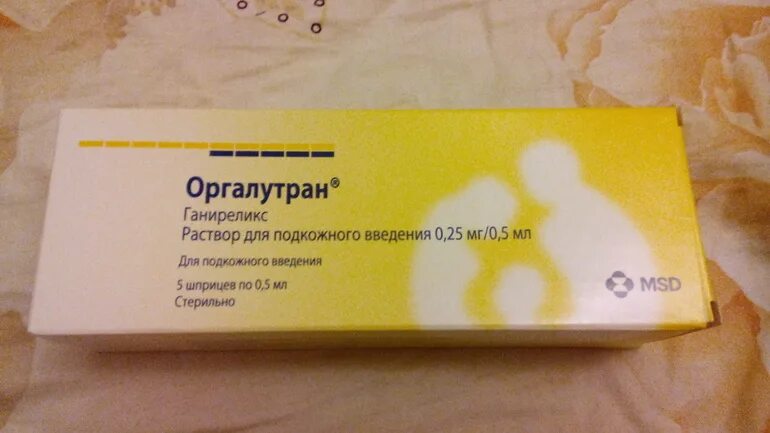 Оргалутран®
Ганиреликс
Раствор для подкожного введения 0,25 мг/0,5 мл
Для подкожного введения
5 шприцев по 0,5 мл
Стерильно
MSD